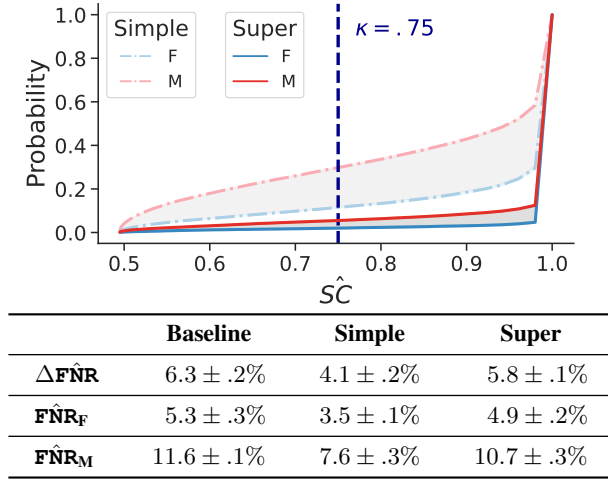 Probability
1.0
0.8
0.6
0.4
0.2
0.0
Simple
F
M
Super
F
M
κ = .75
0.5 0.6 0.7 0.8 0.9 1.0
SĈ
Baseline Simple Super
ΔFN̂R 6.3 ± .2% 4.1 ± .2% 5.8 ± .1%
FN̂R_F 5.3 ± .3% 3.5 ± .1% 4.9 ± .2%
FN̂R_M 11.6 ± .1% 7.6 ± .3% 10.7 ± .3%